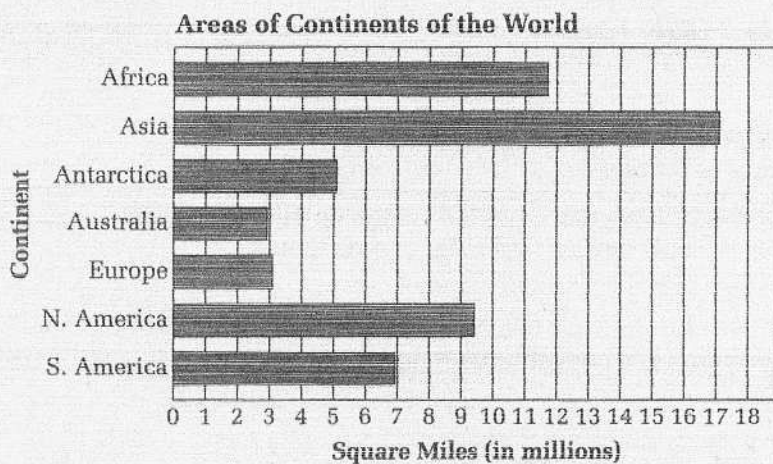 Areas of Continents of the World
Continent
Africa
Asia
Antarctica
Australia
Europe
N. America
S. America
0 1 2 3 4 5 6 7 8 9 10 11 12 13 14 15 16 17 18
Square Miles (in millions)